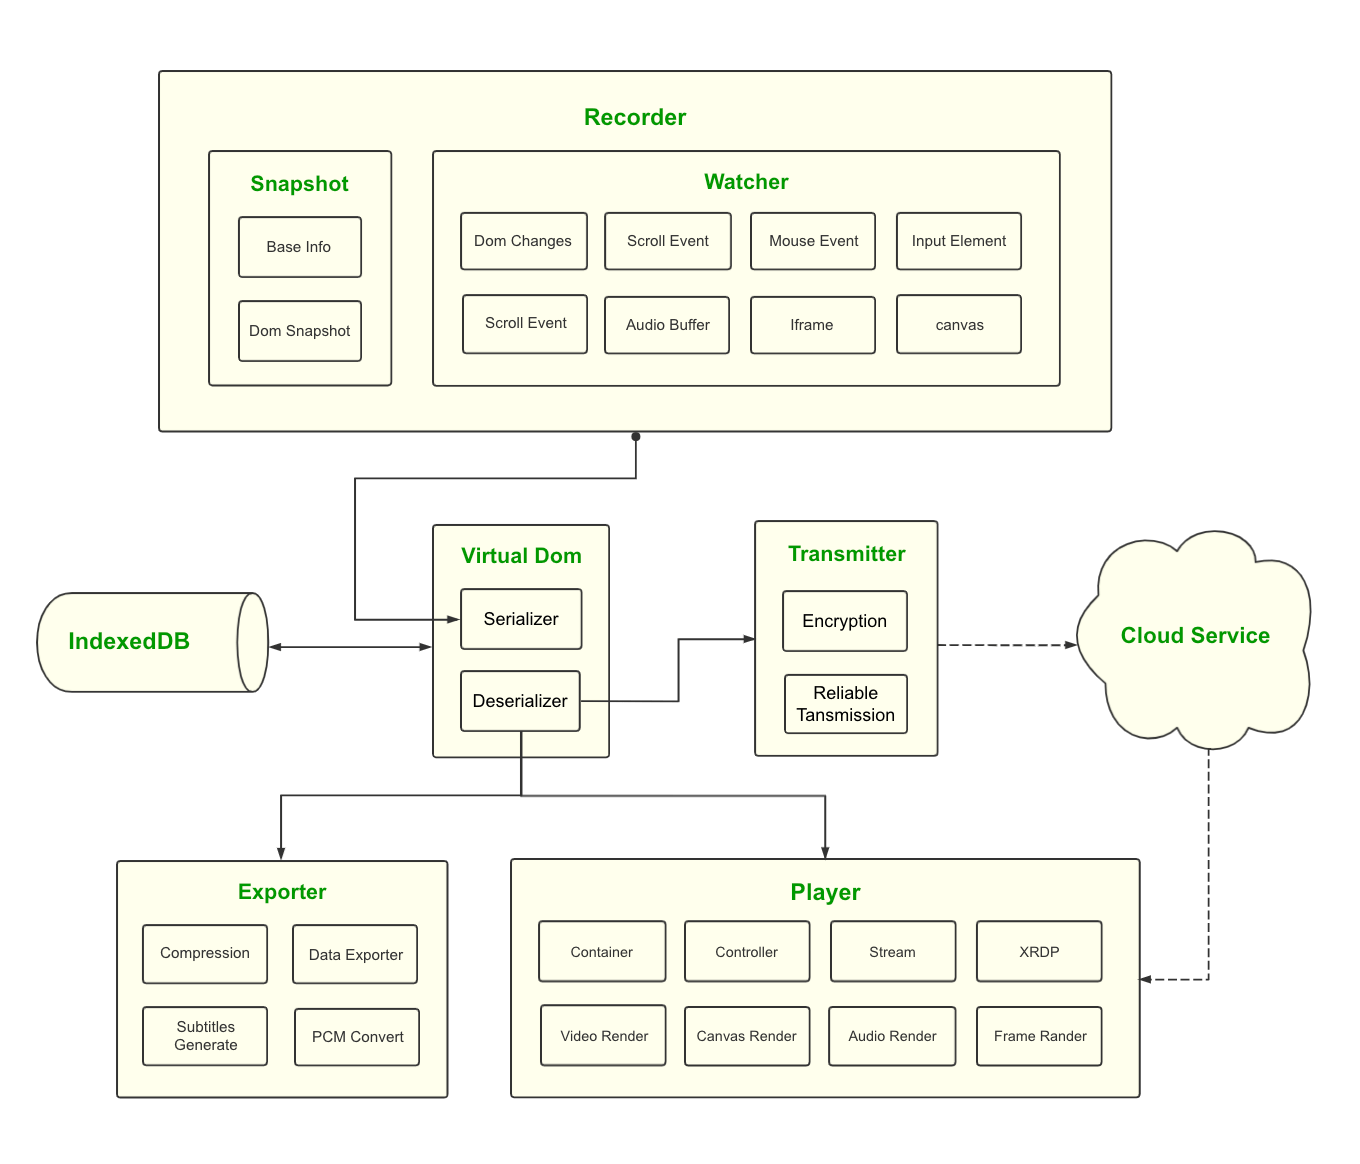 Recorder
Snapshot
Base Info
Dom Snapshot
Watcher
Dom Changes
Scroll Event
Mouse Event
Input Element
Scroll Event
Audio Buffer
Iframe
canvas
IndexedDB
Virtual Dom
Serializer
Deserializer
Transmitter
Encryption
Reliable
Tansmission
Cloud Service
Exporter
Compression
Data Exporter
Subtitles
Generate
PCM Convert
Player
Container
Controller
Stream
XRDP
Video Render
Canvas Render
Audio Render
Frame Rander